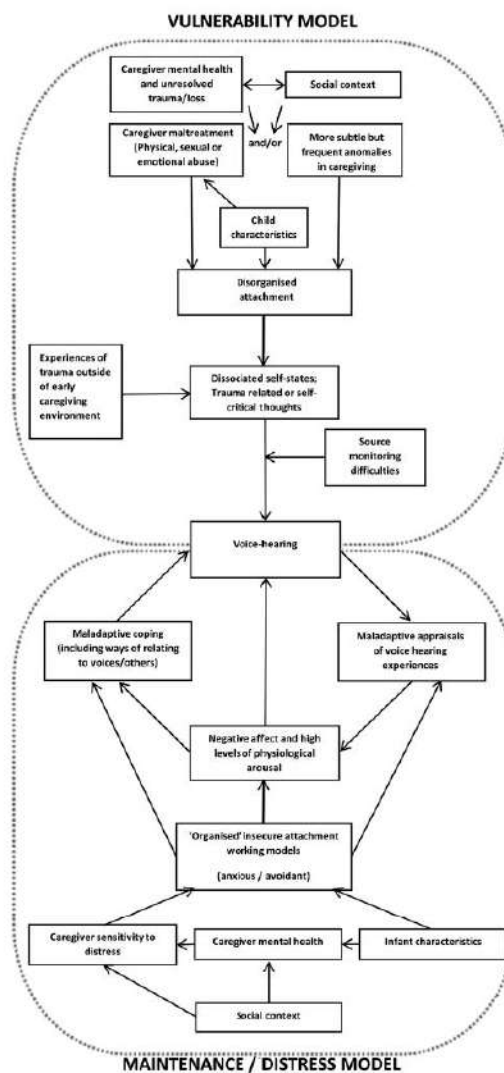 VULNERABILITY MODEL
Caregiver mental health
and unresolved
trauma/loss
Social context
Caregiver maltreatment
(Physical, sexual or
emotional abuse)
and/or
More subtle but
frequent anomalies
in caregiving
Child
characteristics
Disorganised
attachment
Experiences of
trauma outside
of early
caregiving
environment
Dissociated self-states;
Trauma related or self-
critical thoughts
Source
monitoring
difficulties
Voice-hearing
Maladaptive coping
(including ways of relating
to voices/others)
Maladaptive appraisals
of voice hearing
experiences
Negative affect and high
levels of physiological
arousal
'Organised' insecure attachment
working models
(anxious / avoidant)
Caregiver sensitivity to
distress
Caregiver mental health
Infant characteristics
Social context
MAINTENANCE / DISTRESS MODEL